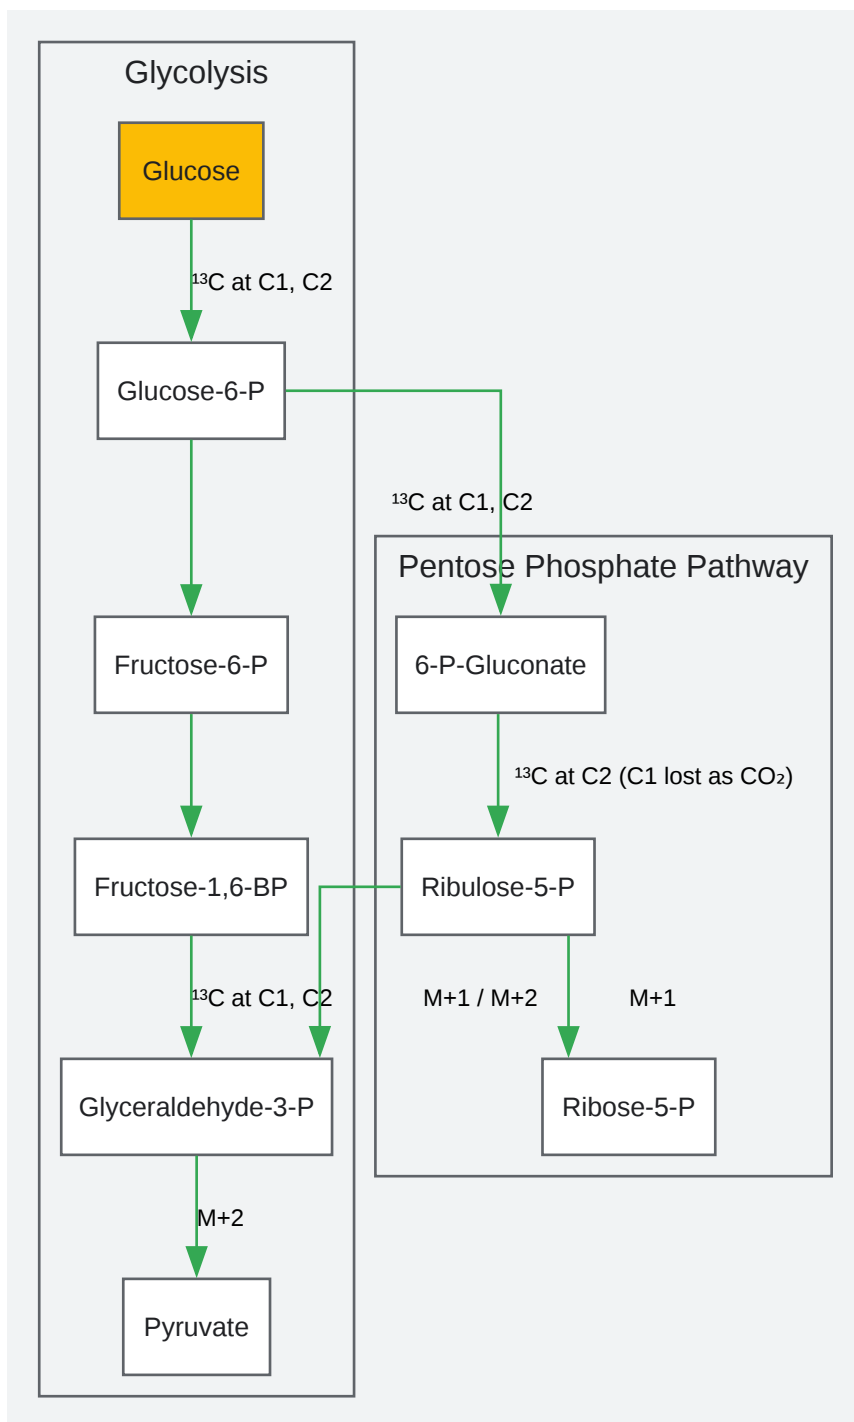 Glycolysis
Glucose
¹³C at C1, C2
Glucose-6-P
¹³C at C1, C2
Pentose Phosphate Pathway
Fructose-6-P
6-P-Gluconate
¹³C at C2 (C1 lost as CO₂)
Fructose-1,6-BP
Ribulose-5-P
¹³C at C1, C2
M+1 / M+2
M+1
Glyceraldehyde-3-P
Ribose-5-P
M+2
Pyruvate